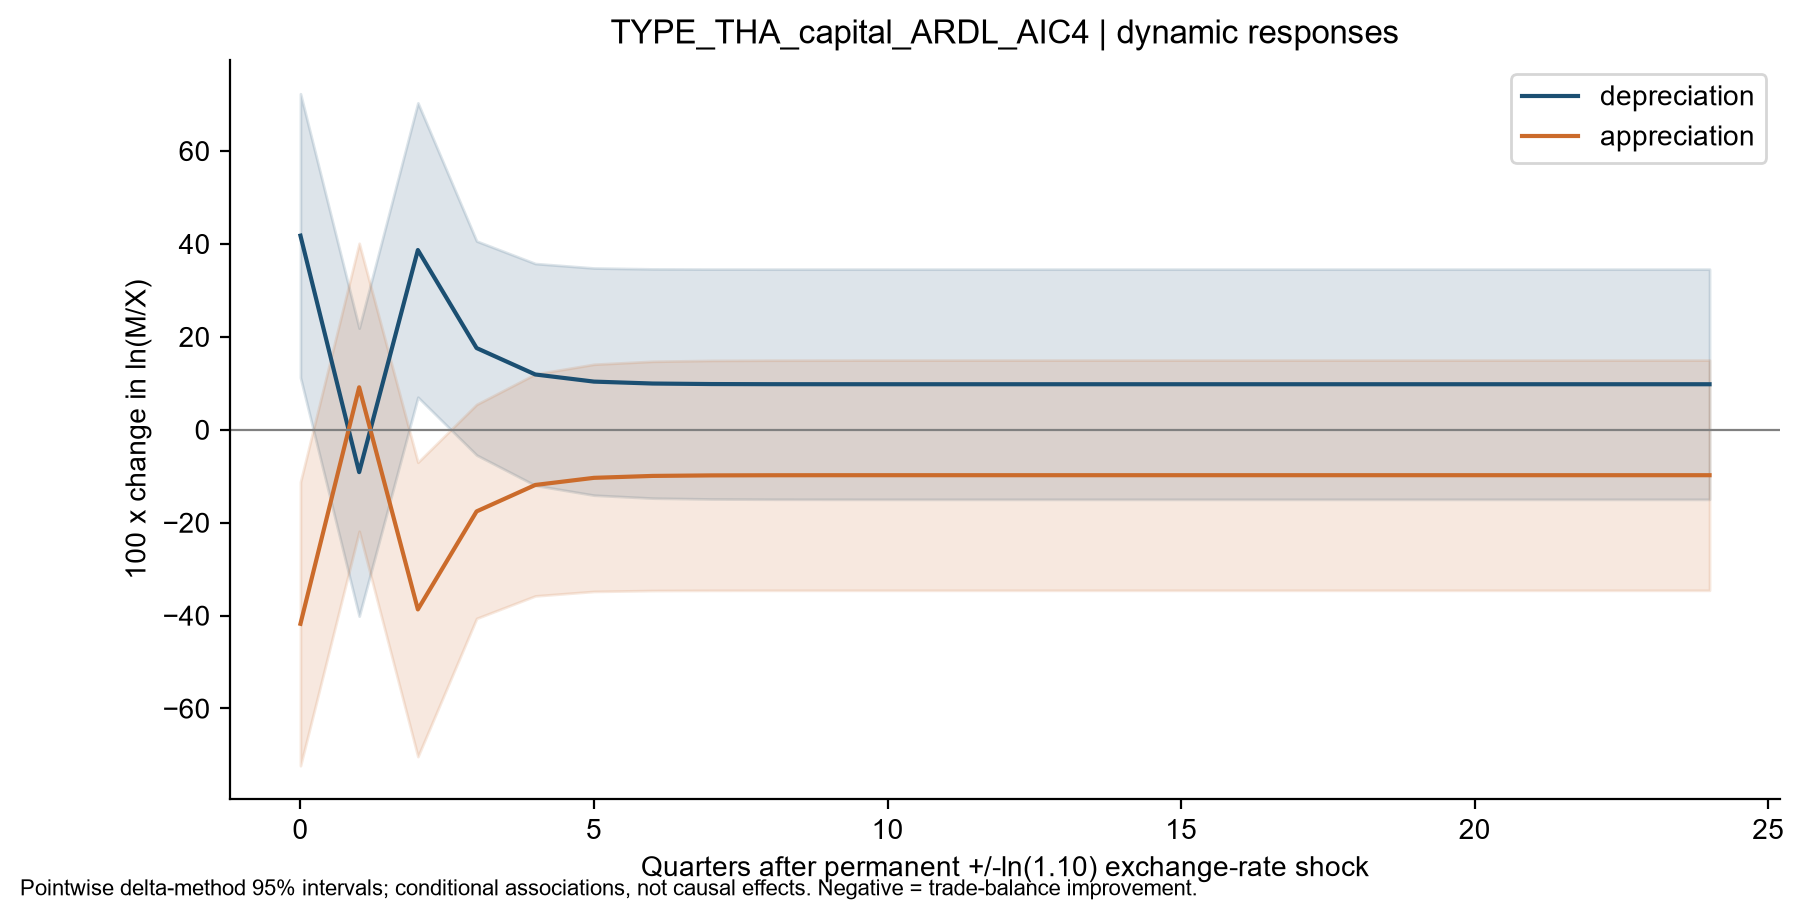 TYPE_THA_capital_ARDL_AIC4 | dynamic responses
depreciation
appreciation
100 x change in ln(M/X)
60
40
20
0
−20
−40
−60
0
5
10
15
20
25
Quarters after permanent +/-ln(1.10) exchange-rate shock
Pointwise delta-method 95% intervals; conditional associations, not causal effects. Negative = trade-balance improvement.